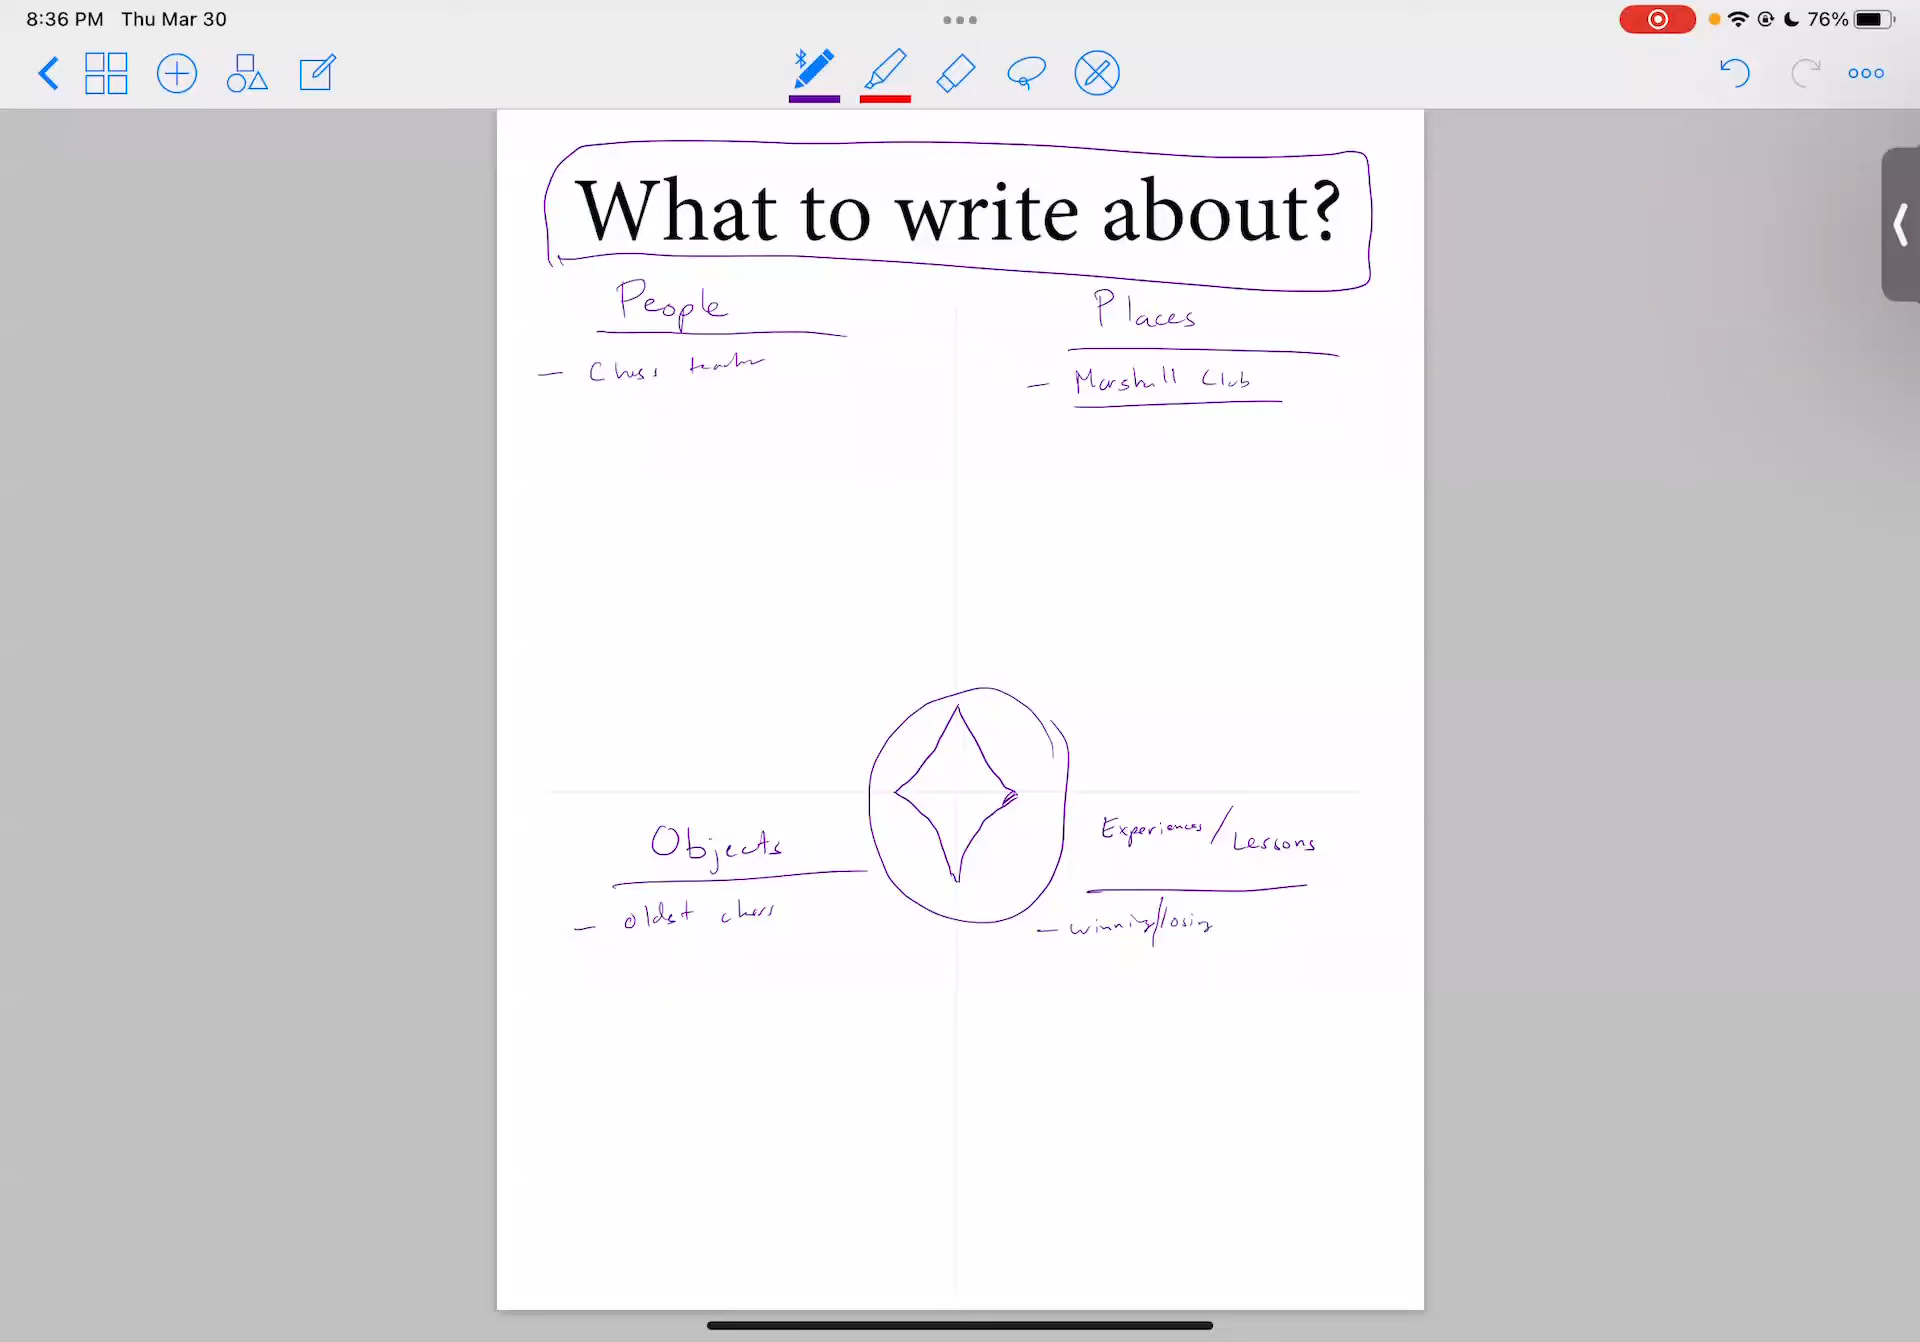 8:36 PM Thu Mar 30
76%
What to write about?
People
- Chess teacher
Places
- Marshall Club
Objects
- oldest chess
Experiences/Lessons
- winning/losing